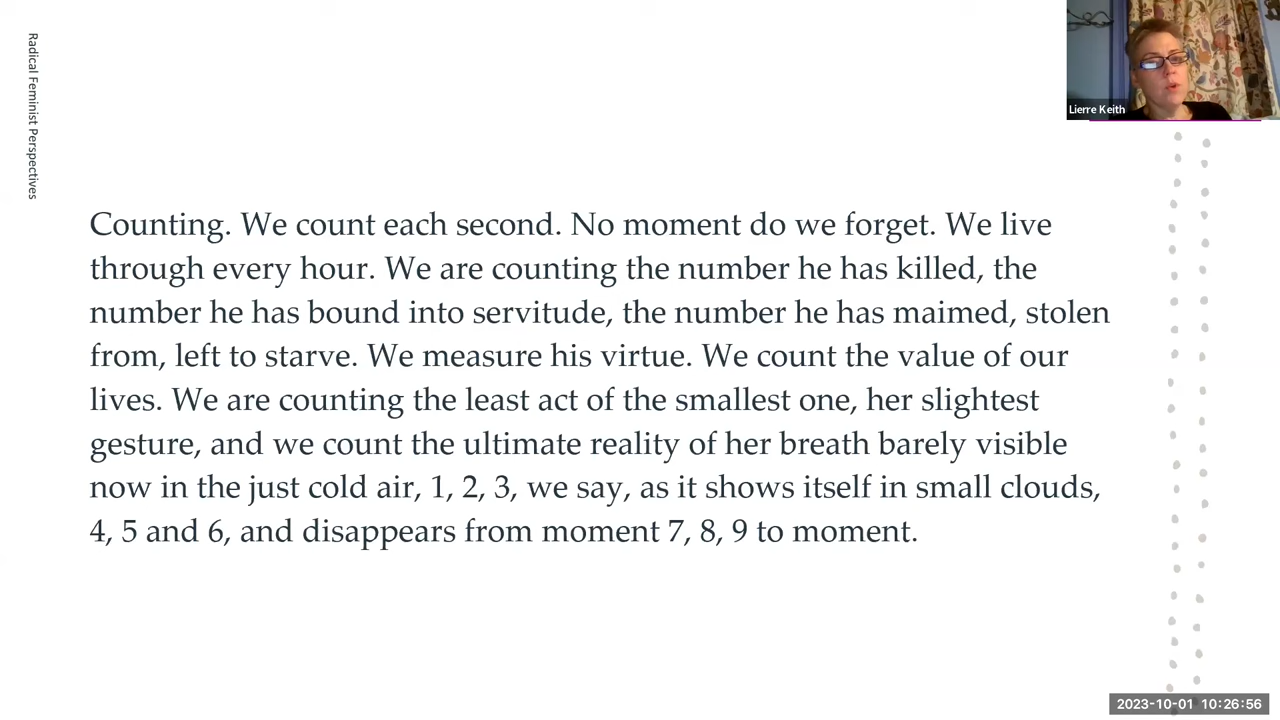 Radical Feminist Perspectives
Lierre Keith
Counting. We count each second. No moment do we forget. We live
through every hour. We are counting the number he has killed, the
number he has bound into servitude, the number he has maimed, stolen
from, left to starve. We measure his virtue. We count the value of our
lives. We are counting the least act of the smallest one, her slightest
gesture, and we count the ultimate reality of her breath barely visible
now in the just cold air, 1, 2, 3, we say, as it shows itself in small clouds,
4, 5 and 6, and disappears from moment 7, 8, 9 to moment.
2023-10-01 10:26:56